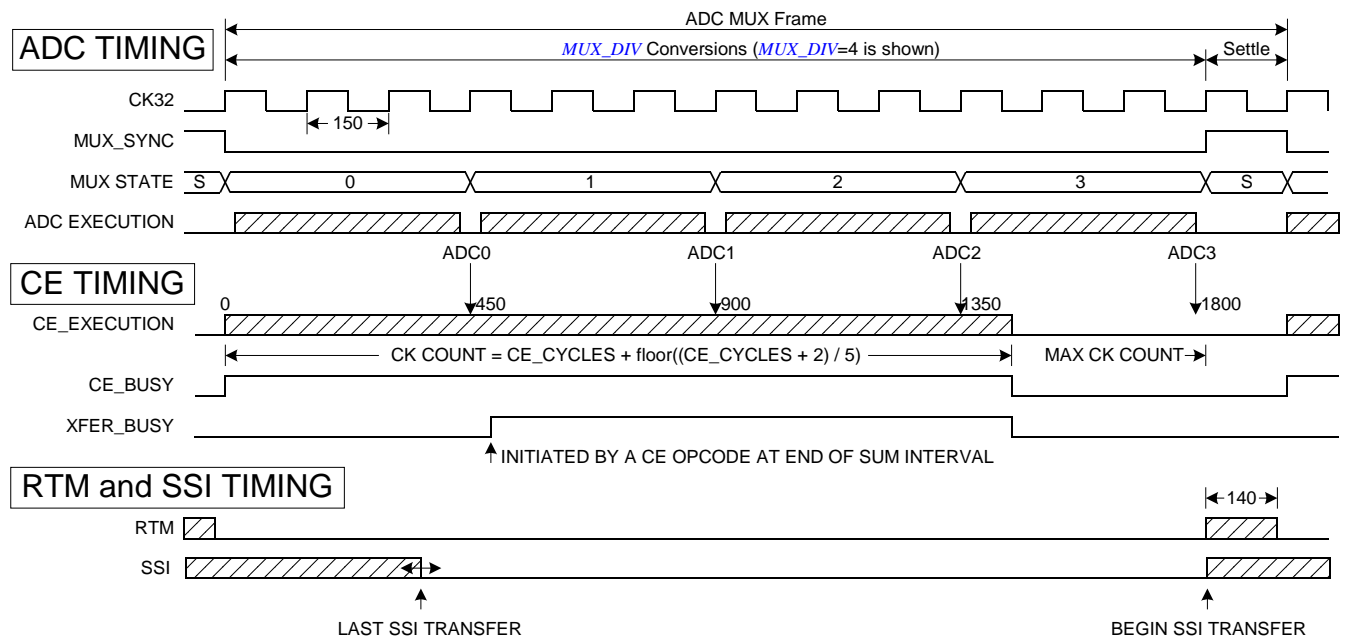 ADC MUX Frame
ADC TIMING
MUX_DIV Conversions (MUX_DIV=4 is shown)
Settle
CK32
150
MUX_SYNC
MUX STATE
S
0
1
2
3
S
ADC EXECUTION
ADC0
ADC1
ADC2
ADC3
CE TIMING
0
450
900
1350
1800
CE_EXECUTION
CK COUNT = CE_CYCLES + floor((CE_CYCLES + 2) / 5)
MAX CK COUNT
CE_BUSY
XFER_BUSY
INITIATED BY A CE OPCODE AT END OF SUM INTERVAL
RTM and SSI TIMING
140
RTM
SSI
LAST SSI TRANSFER
BEGIN SSI TRANSFER